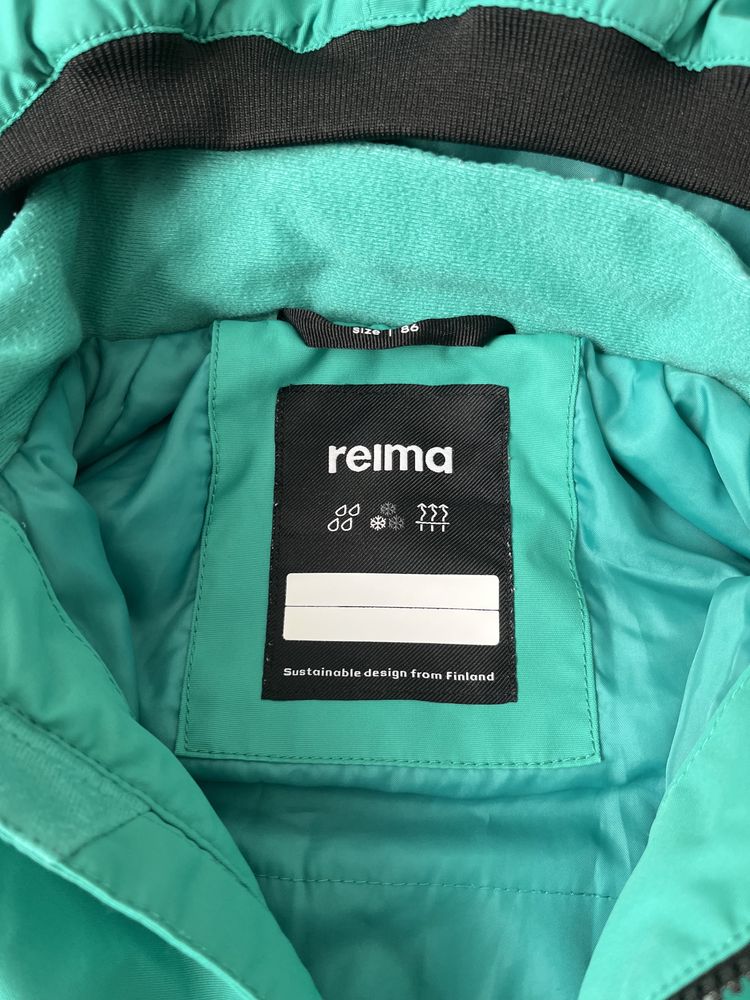 Size | 86
reima
Sustainable design from Finland